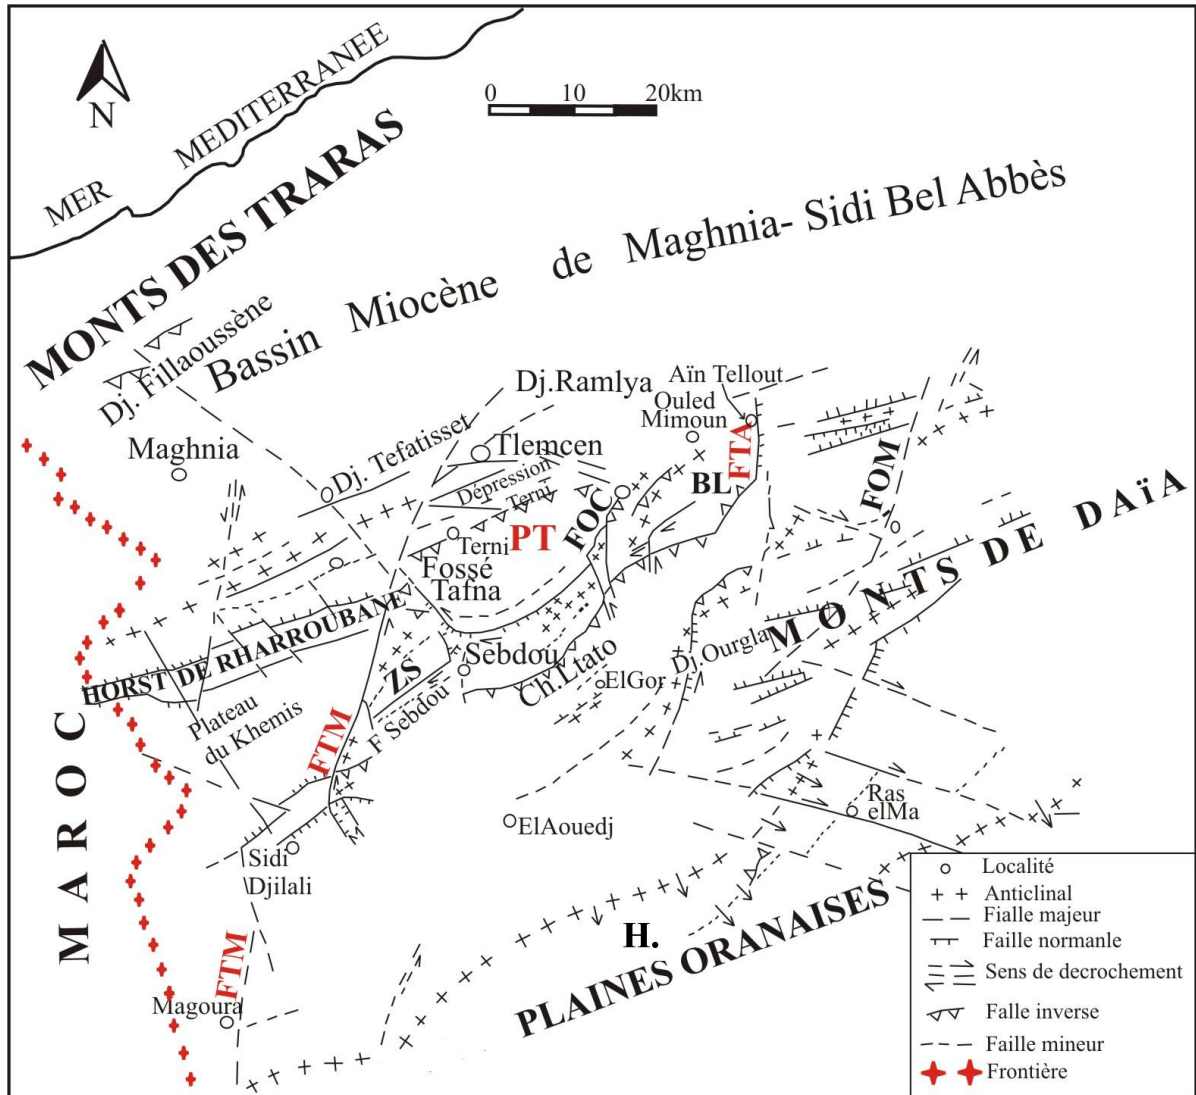 MER MEDITERRANEE
N
0 10 20km
MONTS DES TRARAS
Bassin Miocène de Maghnia- Sidi Bel Abbès
Dj. Fillaoussène
Maghnia
Dj. Tefatisset
Dj.Ramlya
Tlemcen
Aïn Tellout
Ouled
Mimoun
FTA
BL
Dépression
Terni
Terni
PT
FOC
FOM
Fossé
Tafna
MONTS DE DAïA
HORST DE RHARROUBANE
ZS
Sebdou
F Sebdou
Ch.Ltato
ElGor
Dj.Ourgla
Plateau
du Khemis
FTM
MAROC
ElAouedj
Ras
elMa
Sidi
Djilali
FTM
Magoura
H.
PLAINES ORANAISES
Localité
Anticlinal
Fialle majeur
Faille normanle
Sens de decrochement
Falle inverse
Faille mineur
Frontière